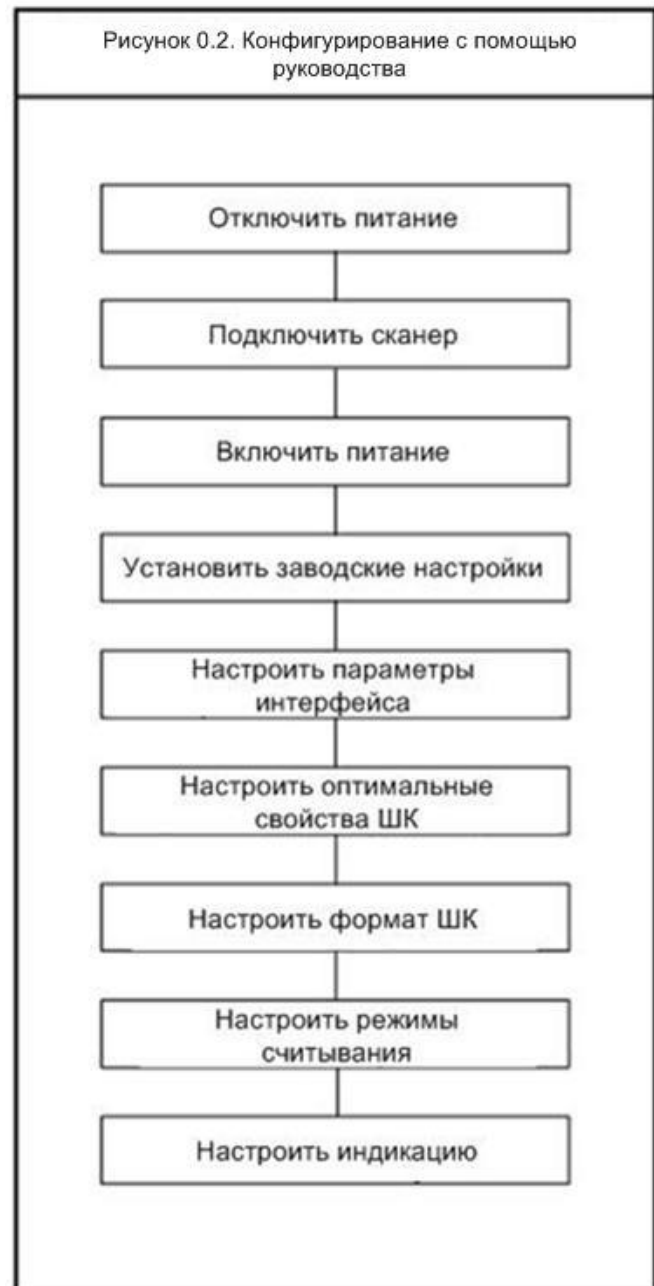 Рисунок 0.2. Конфигурирование с помощью
руководства
Отключить питание
Подключить сканер
Включить питание
Установить заводские настройки
Настроить параметры
интерфейса
Настроить оптимальные
свойства ШК
Настроить формат ШК
Настроить режимы
считывания
Настроить индикацию